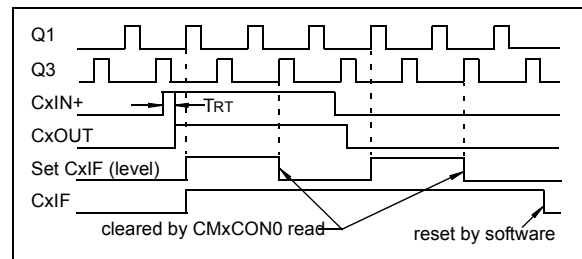 Q1
Q3
CxIN+
TRT
CxOUT
Set CxIF (level)
CxIF
cleared by CMxCON0 read
reset by software